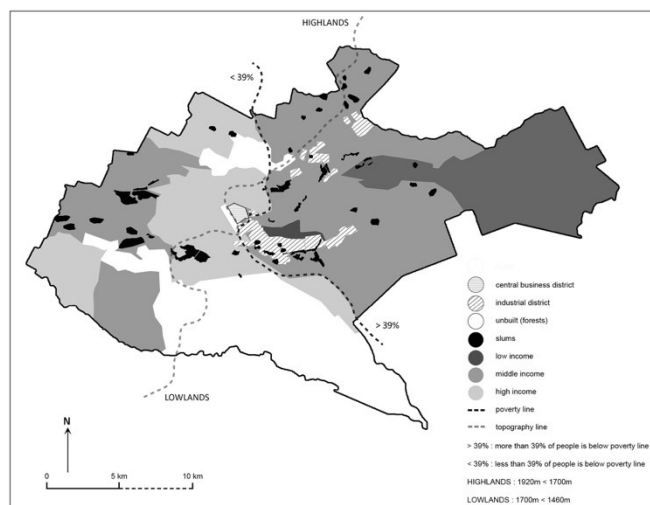 HIGHLANDS
< 39%
> 39%
LOWLANDS
N
0
5 km
10 km
central business district
industrial district
unbuilt (forests)
slums
low income
middle income
high income
poverty line
topography line
> 39% : more than 39% of people is below poverty line
< 39% : less than 39% of people is below poverty line
HIGHLANDS : 1920m < 1700m
LOWLANDS : 1700m < 1460m